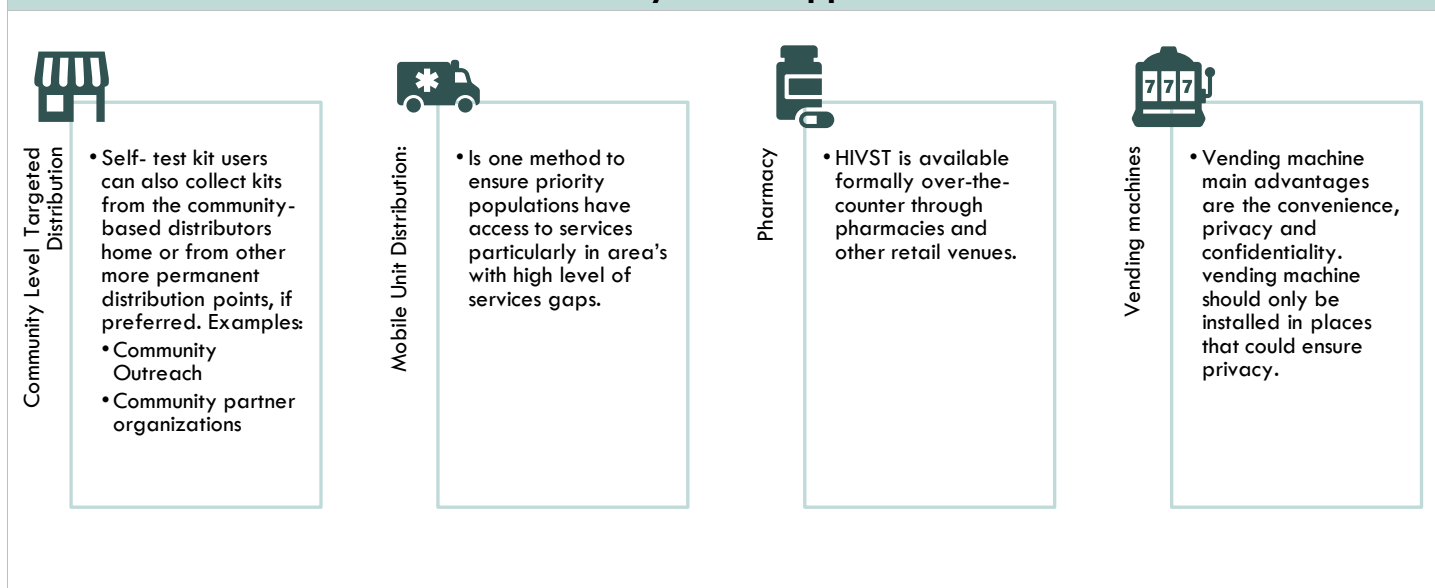 Community Level Targeted
Distribution
• Self- test kit users
can also collect kits
from the community-
based distributors
home or from other
more permanent
distribution points, if
preferred. Examples:
• Community
Outreach
• Community partner
organizations
Mobile Unit Distribution:
• Is one method to
ensure priority
populations have
access to services
particularly in area's
with high level of
services gaps.
Pharmacy
• HIVST is available
formally over-the-
counter through
pharmacies and
other retail venues.
777
Vending machines
• Vending machine
main advantages
are the convenience,
privacy and
confidentiality.
vending machine
should only be
installed in places
that could ensure
privacy.